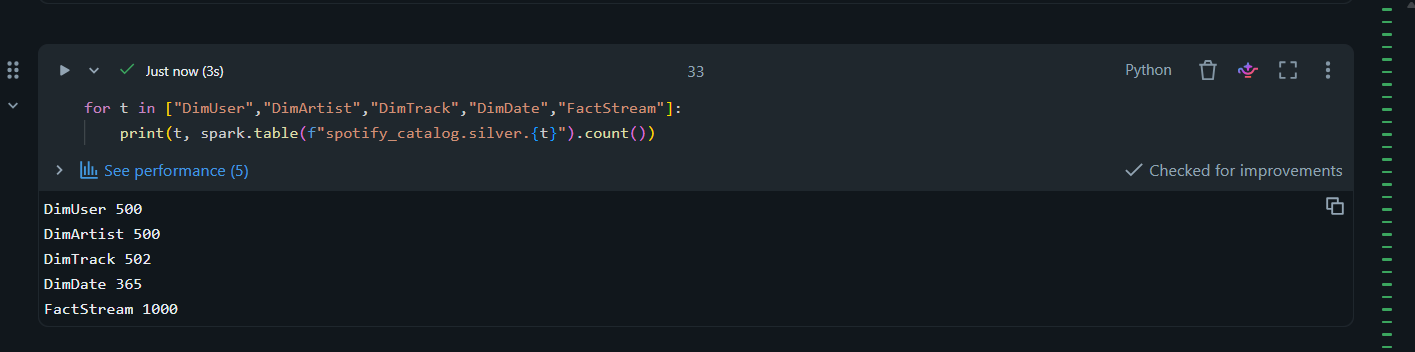 Just now (3s)
33
Python
for t in ["DimUser","DimArtist","DimTrack","DimDate","FactStream"]:
    print(t, spark.table(f"spotify_catalog.silver.{t}").count())
See performance (5)
Checked for improvements
DimUser 500
DimArtist 500
DimTrack 502
DimDate 365
FactStream 1000